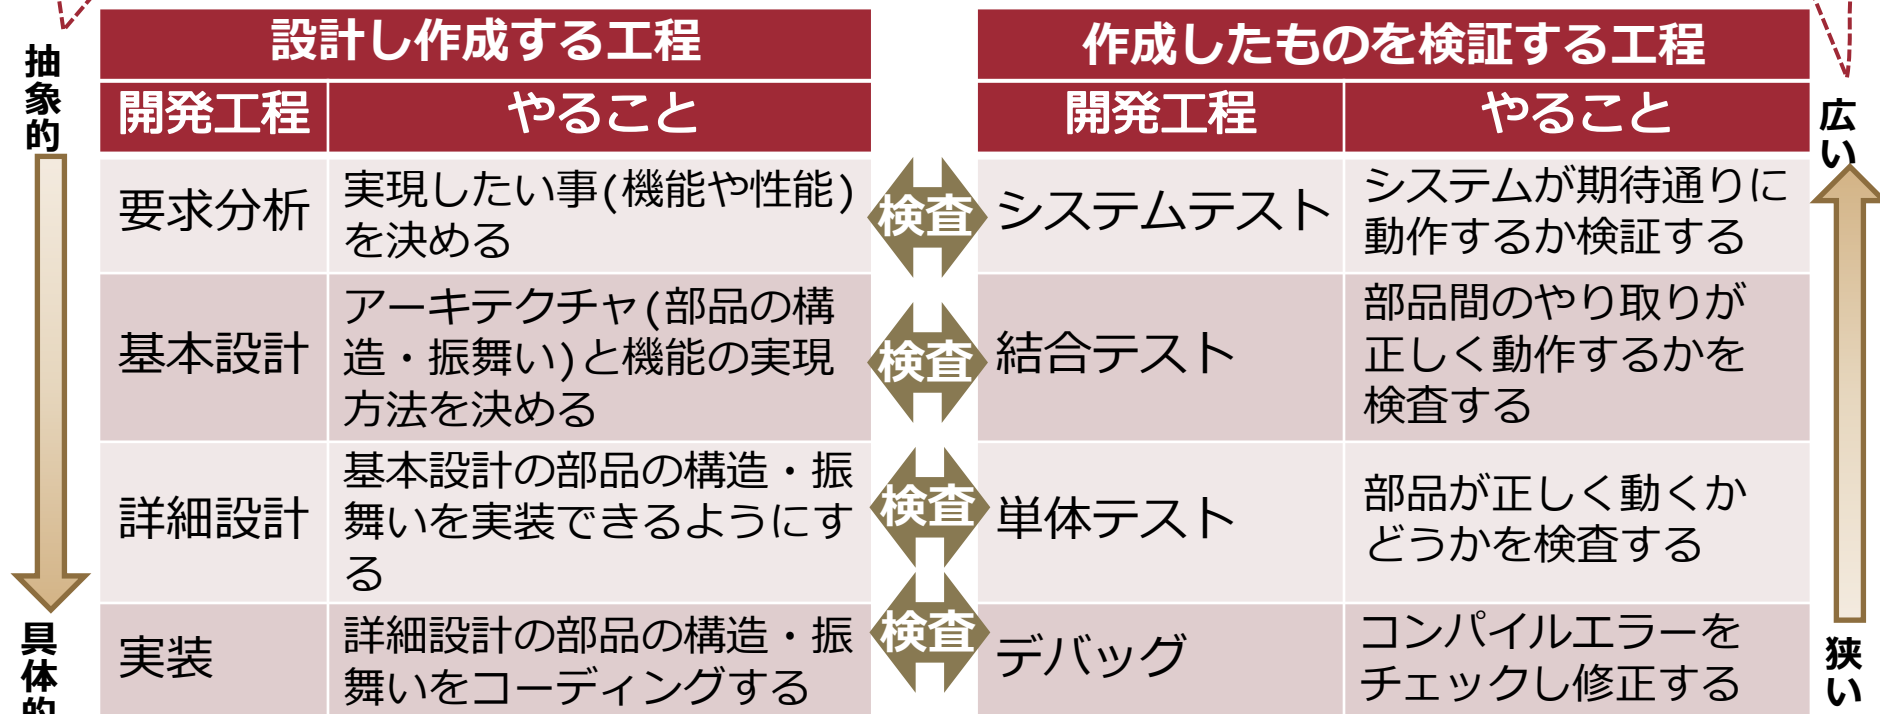 抽象的
具体的
設計し作成する工程
開発工程
やること
要求分析
実現したい事(機能や性能)
を決める
基本設計
アーキテクチャ(部品の構
造・振舞い)と機能の実現
方法を決める
詳細設計
基本設計の部品の構造・振
舞いを実装できるようにす
る
実装
詳細設計の部品の構造・振
舞いをコーディングする
検査
検査
検査
検査
作成したものを検証する工程
開発工程
やること
システムテスト
システムが期待通りに
動作するか検証する
結合テスト
部品間のやり取りが
正しく動作するかを
検査する
単体テスト
部品が正しく動くか
どうかを検査する
デバッグ
コンパイルエラーを
チェックし修正する
広い
狭い